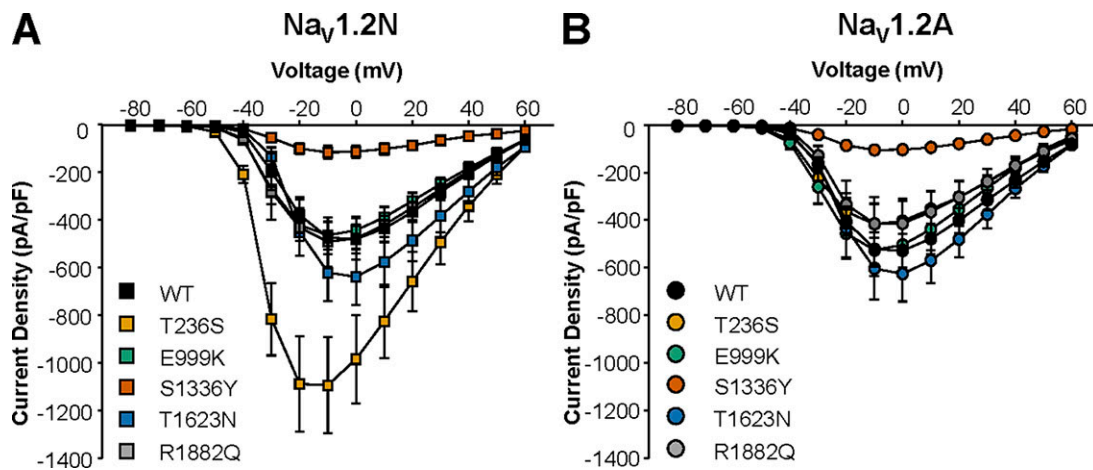 A
NaV1.2N
Voltage (mV)
-80 -60 -40 -20 0 20 40 60
0
-200
-400
-600
-800
-1000
-1200
-1400
Current Density (pA/pF)
WT
T236S
E999K
S1336Y
T1623N
R1882Q
B
NaV1.2A
Voltage (mV)
-80 -60 -40 -20 0 20 40 60
0
-200
-400
-600
-800
-1000
-1200
-1400
Current Density (pA/pF)
WT
T236S
E999K
S1336Y
T1623N
R1882Q